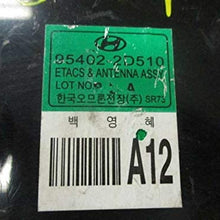 95402-2D510
ETACS & ANTENNA ASSY
LOT NO
한국오므론전장(주) SR73
백 영 혜
A12